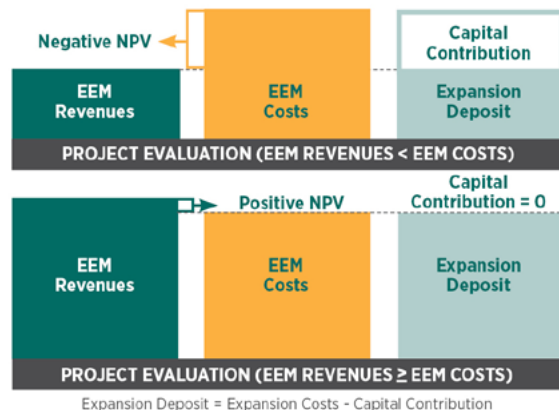 Negative NPV
Capital
Contribution
EEM
Revenues
EEM
Costs
Expansion
Deposit
PROJECT EVALUATION (EEM REVENUES < EEM COSTS)
Positive NPV
Capital
Contribution = 0
EEM
Revenues
EEM
Costs
Expansion
Deposit
PROJECT EVALUATION (EEM REVENUES ≥ EEM COSTS)
Expansion Deposit = Expansion Costs - Capital Contribution